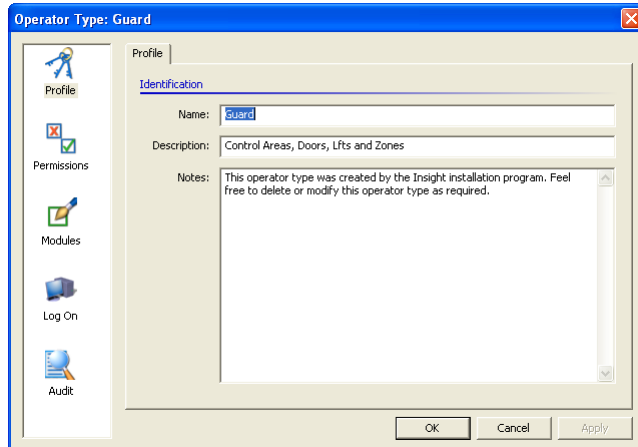 Operator Type: Guard
Profile
Permissions
Modules
Log On
Audit
Profile
Identification
Name: Guard
Description: Control Areas, Doors, Lfts and Zones
Notes: This operator type was created by the Insight installation program. Feel
free to delete or modify this operator type as required.
OK Cancel Apply